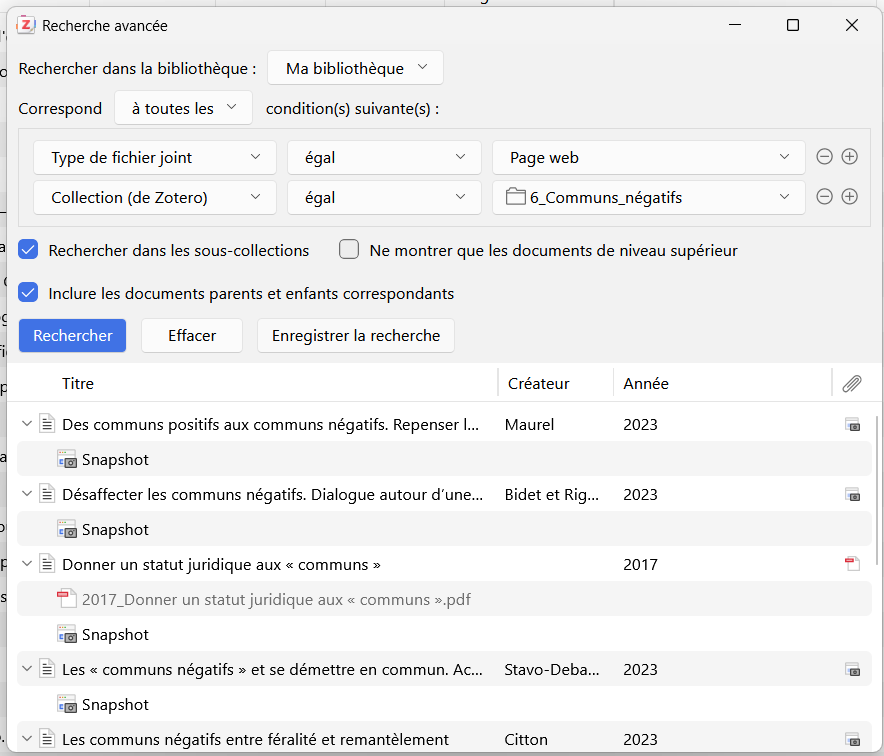 Recherche avancée
Rechercher dans la bibliothèque : Ma bibliothèque
Correspond à toutes les condition(s) suivante(s) :
Type de fichier joint égal Page web
Collection (de Zotero) égal 6_Communs_négatifs
Rechercher dans les sous-collections Ne montrer que les documents de niveau supérieur
Inclure les documents parents et enfants correspondants
Rechercher Effacer Enregistrer la recherche
Titre Créateur Année
Des communs positifs aux communs négatifs. Repenser l... Maurel 2023
Snapshot
Désaffecter les communs négatifs. Dialogue autour d’une... Bidet et Rig... 2023
Snapshot
Donner un statut juridique aux « communs » 2017
2017_Donner un statut juridique aux « communs ».pdf
Snapshot
Les « communs négatifs » et se démettre en commun. Ac... Stavo-Deba... 2023
Snapshot
Les communs négatifs entre féralité et remantèlement Citton 2023